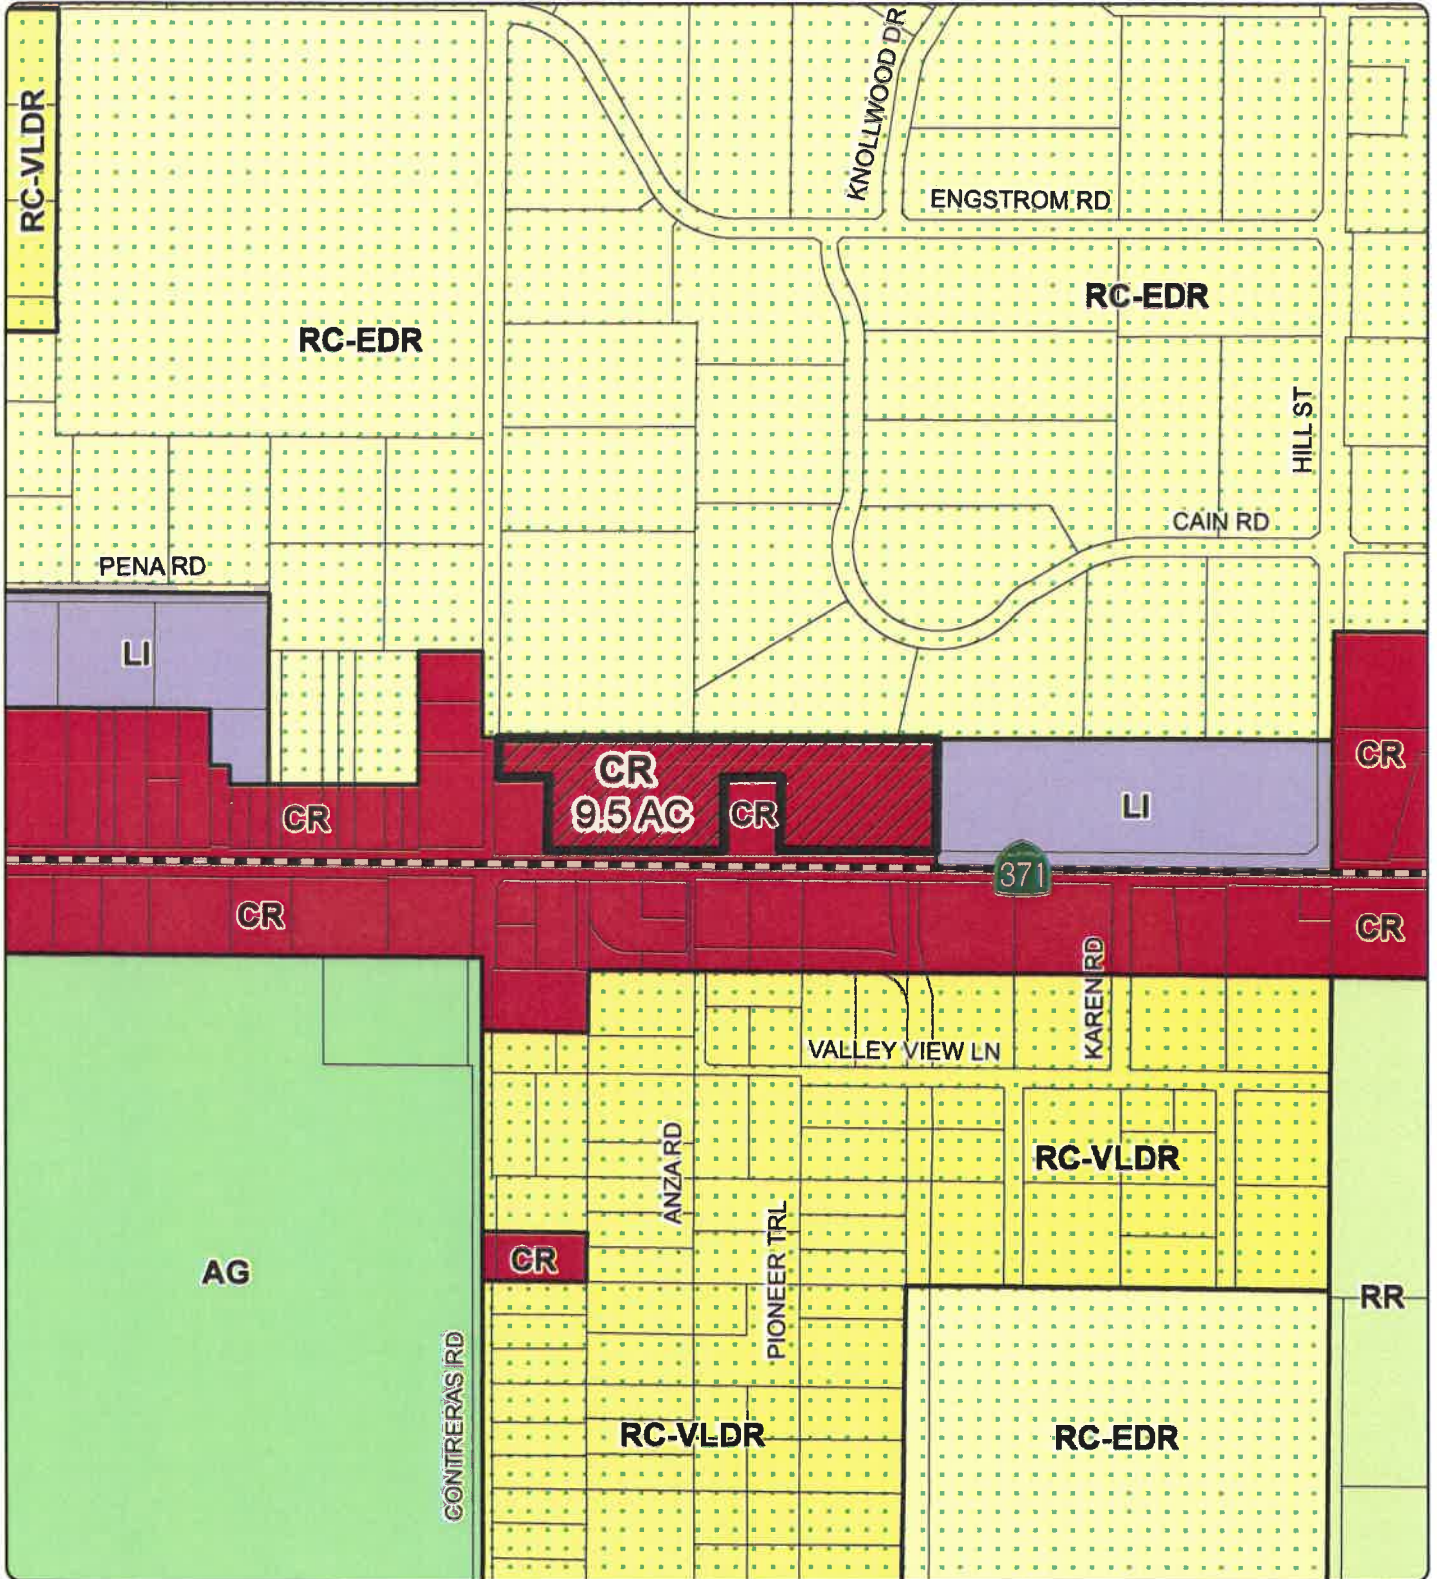 KNOLLWOOD DR
RC-VLDR
ENGSTROM RD
RC-EDR
RC-EDR
HILL ST
CAIN RD
PENA RD
LI
CR
9.5 AC
CR
CR
CR
LI
CALIFORNIA
371
CR
CR
KAREN RD
VALLEY VIEW LN
ANZA RD
RC-VLDR
PIONEER TRL
CR
AG
RR
CONTRERAS RD
RC-VLDR
RC-EDR